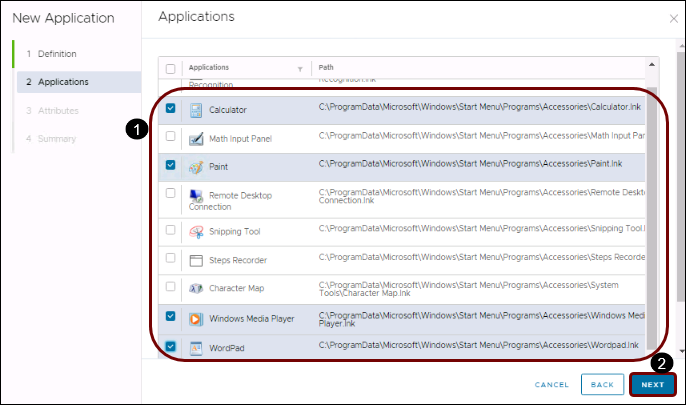 New Application
Applications
1 Definition
2 Applications
3 Attributes
4 Summary
Applications Path
Recognition
Recognition.lnk
Calculator C:\ProgramData\Microsoft\Windows\Start Menu\Programs\Accessories\Calculator.lnk
1
Math Input Panel C:\ProgramData\Microsoft\Windows\Start Menu\Programs\Accessories\Math Input Par
Paint C:\ProgramData\Microsoft\Windows\Start Menu\Programs\Accessories\Paint.lnk
Remote Desktop C:\ProgramData\Microsoft\Windows\Start Menu\Programs\Accessories\Remote Deskto
Connection Connection.lnk
Snipping Tool C:\ProgramData\Microsoft\Windows\Start Menu\Programs\Accessories\Snipping Tool.l
Steps Recorder C:\ProgramData\Microsoft\Windows\Start Menu\Programs\Accessories\Steps Recorde
Character Map C:\ProgramData\Microsoft\Windows\Start Menu\Programs\Accessories\System
Tools\Character Map.lnk
Windows Media Player C:\ProgramData\Microsoft\Windows\Start Menu\Programs\Accessories\Windows Medi
Player.lnk
WordPad C:\ProgramData\Microsoft\Windows\Start Menu\Programs\Accessories\Wordpad.lnk
2
CANCEL BACK NEXT